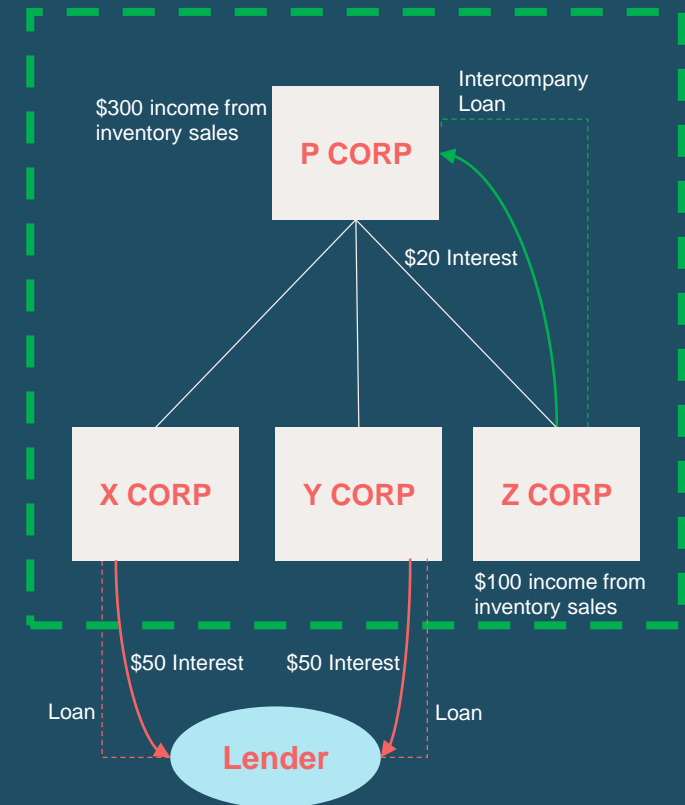 Intercompany
Loan
$300 income from
inventory sales
P CORP
$20 Interest
X CORP
Y CORP
Z CORP
$100 income from
inventory sales
$50 Interest
$50 Interest
Loan
Loan
Lender